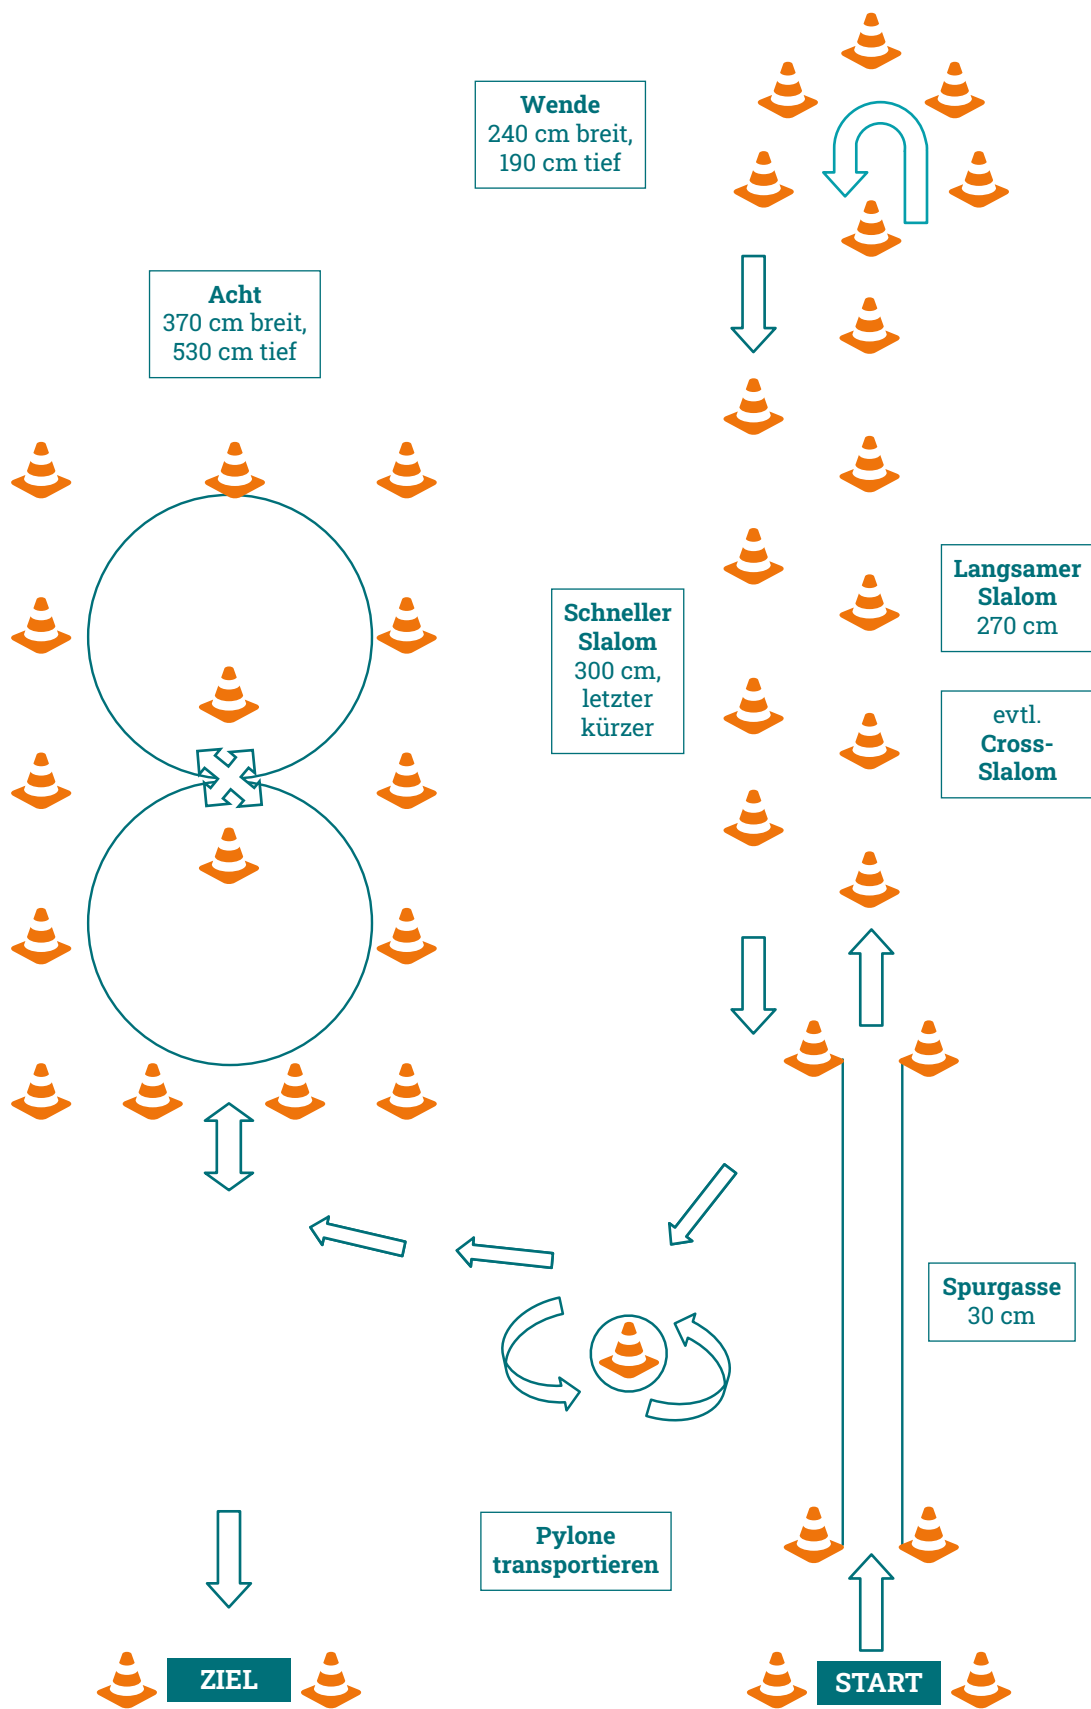 Wende
240 cm breit,
190 cm tief
Acht
370 cm breit,
530 cm tief
Langsamer
Slalom
270 cm
Schneller
Slalom
300 cm,
letzter
kürzer
evtl.
Cross-
Slalom
Spurgasse
30 cm
Pylone
transportieren
ZIEL
START